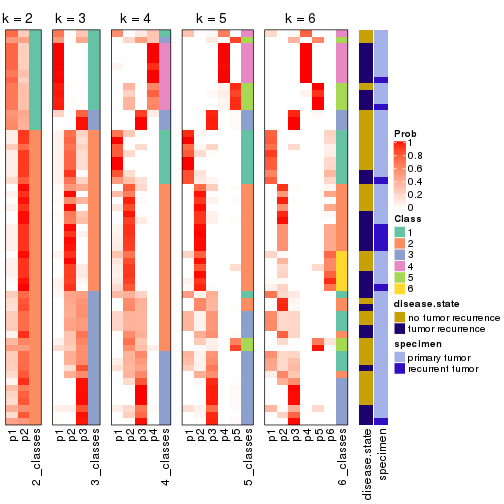 k = 2
k = 3
k = 4
k = 5
k = 6
p1
p2
2_classes
p1
p2
p3
3_classes
p1
p2
p3
p4
4_classes
p1
p2
p3
p4
p5
5_classes
p1
p2
p3
p4
p5
p6
6_classes
disease.state
specimen
Prob
1
0.8
0.6
0.4
0.2
0
Class
1
2
3
4
5
6
disease.state
no tumor recurrence
tumor recurrence
specimen
primary tumor
recurrent tumor